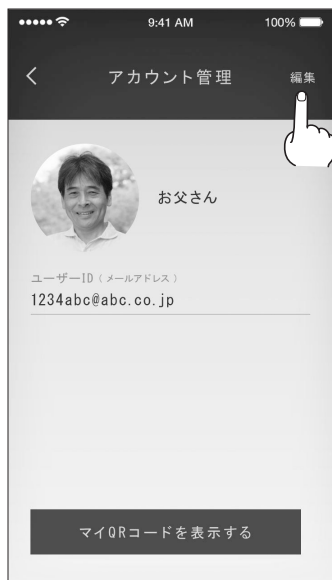 9:41 AM 100%
アカウント管理 編集
お父さん
ユーザーID（メールアドレス）
1234abc@abc.co.jp
マイQRコードを表示する